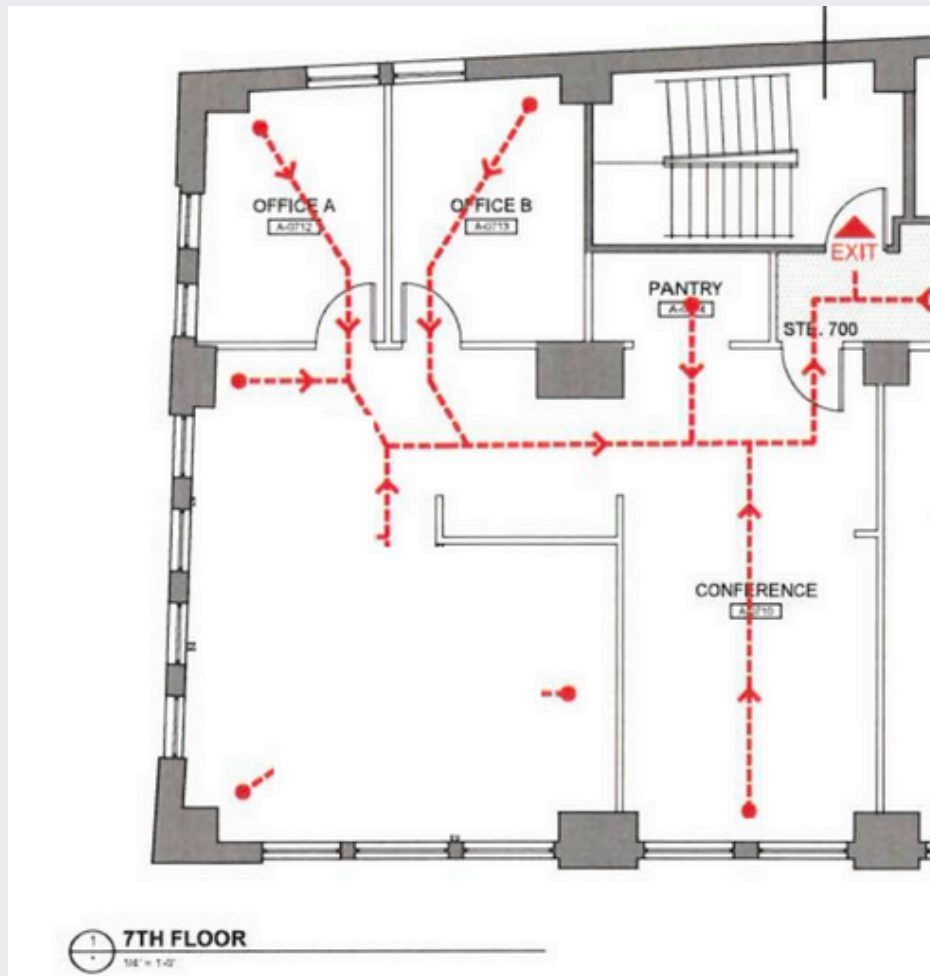 OFFICE A
A-0712
OFFICE B
A-0713
EXIT
PANTRY
STE. 700
CONFERENCE
1
7TH FLOOR